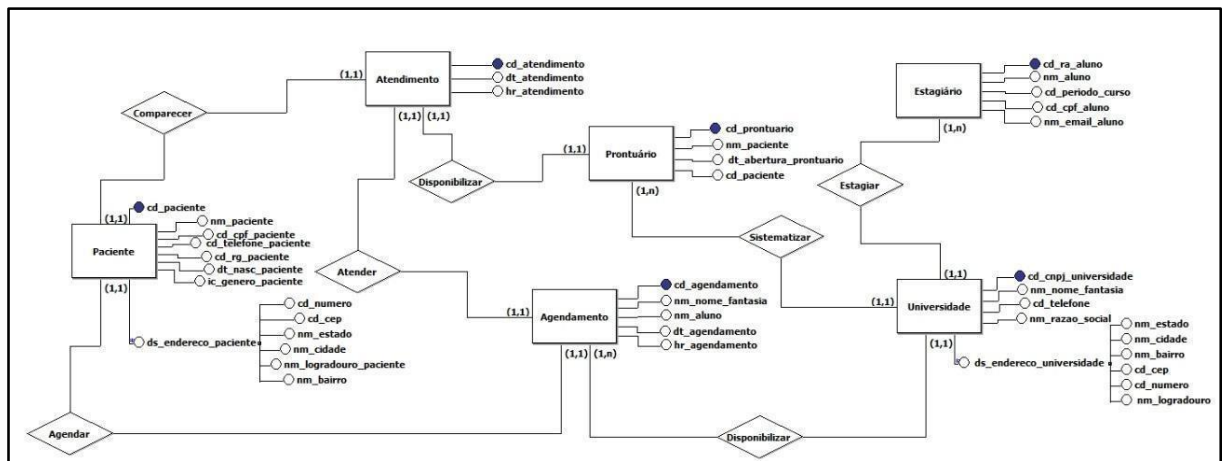 Atendimento
(1,1)
cd_atendimento
dt_atendimento
hr_atendimento
(1,1)
(1,1)
Comparecer
Estagiário
cd_ra_aluno
nm_aluno
cd_periodo_curso
cd_cpf_aluno
nm_email_aluno
(1,n)
Prontuário
(1,1)
cd_prontuario
nm_paciente
dt_abertura_prontuario
cd_paciente
(1,n)
Disponibilizar
Estagiar
Paciente
(1,1)
cd_paciente
nm_paciente
cd_cpf_paciente
cd_telefone_paciente
cd_rg_paciente
dt_nasc_paciente
ic_genero_paciente
(1,1)
(1,1)
Sistematizar
Atender
Agendamento
(1,1)
cd_agendamento
nm_nome_fantasia
nm_aluno
dt_agendamento
hr_agendamento
(1,1)
(1,n)
Universidade
(1,1)
(1,1)
cd_cnpj_universidade
nm_nome_fantasia
cd_telefone
nm_razao_social
(1,1)
ds_endereco_universidade
nm_estado
nm_cidade
nm_bairro
cd_cep
cd_numero
nm_logradouro
ds_endereco_paciente
cd_numero
cd_cep
nm_estado
nm_cidade
nm_logradouro_paciente
nm_bairro
Agendar
Disponibilizar